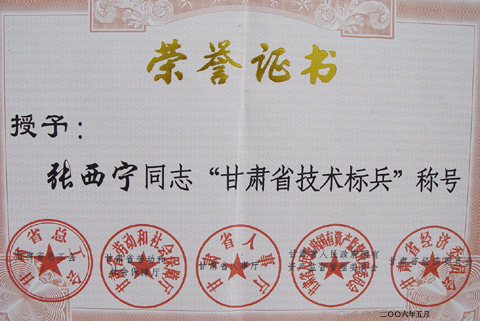 荣誉证书
授予：
张西宁同志“甘肃省技术标兵”称号
甘肃省总工会
甘肃省劳动和
社会保障厅
甘肃省人事厅
甘肃省人民政府国有
资产监督管理委员会
甘肃省经济委员会
二〇〇六年五月